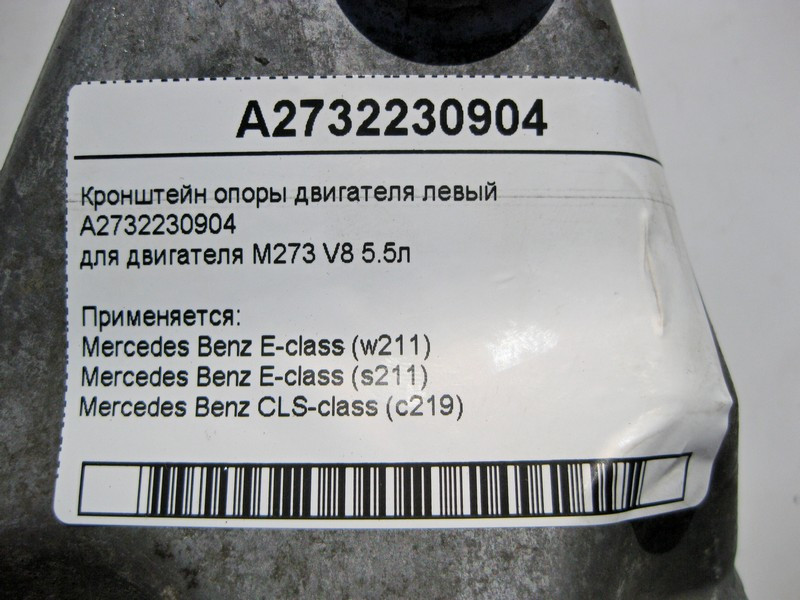 A2732230904
Кронштейн опоры двигателя левый
A2732230904
для двигателя M273 V8 5.5л
Применяется:
Mercedes Benz E-class (w211)
Mercedes Benz E-class (s211)
Mercedes Benz CLS-class (c219)